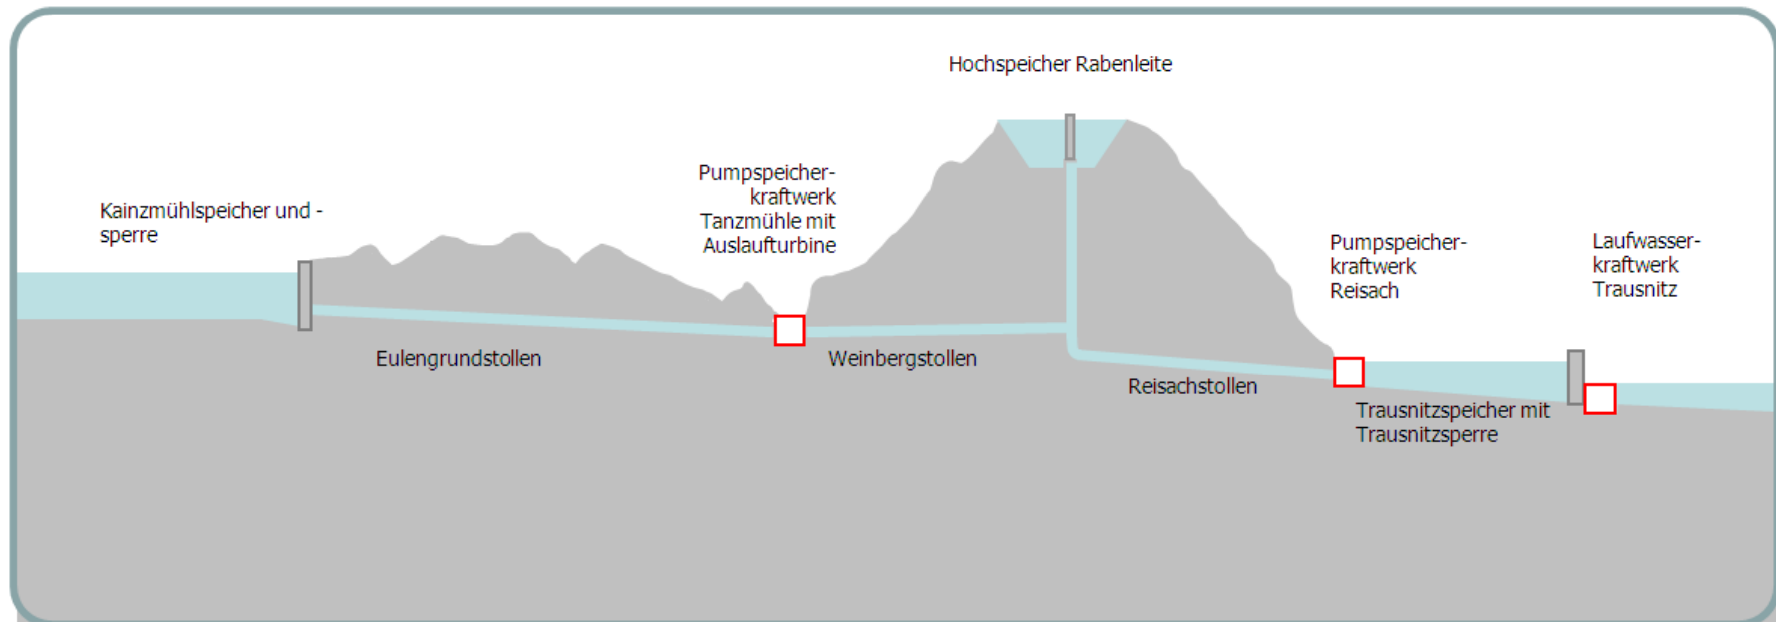 Hochspeicher Rabenleite
Pumpspeicher-
kraftwerk
Tanzmühle mit
Auslaufturbine
Kainzmühlspeicher und -
sperre
Pumpspeicher-
kraftwerk
Reisach
Laufwasser-
kraftwerk
Trausnitz
Eulengrundstollen
Weinbergstollen
Reisachstollen
Trausnitzspeicher mit
Trausnitzsperre